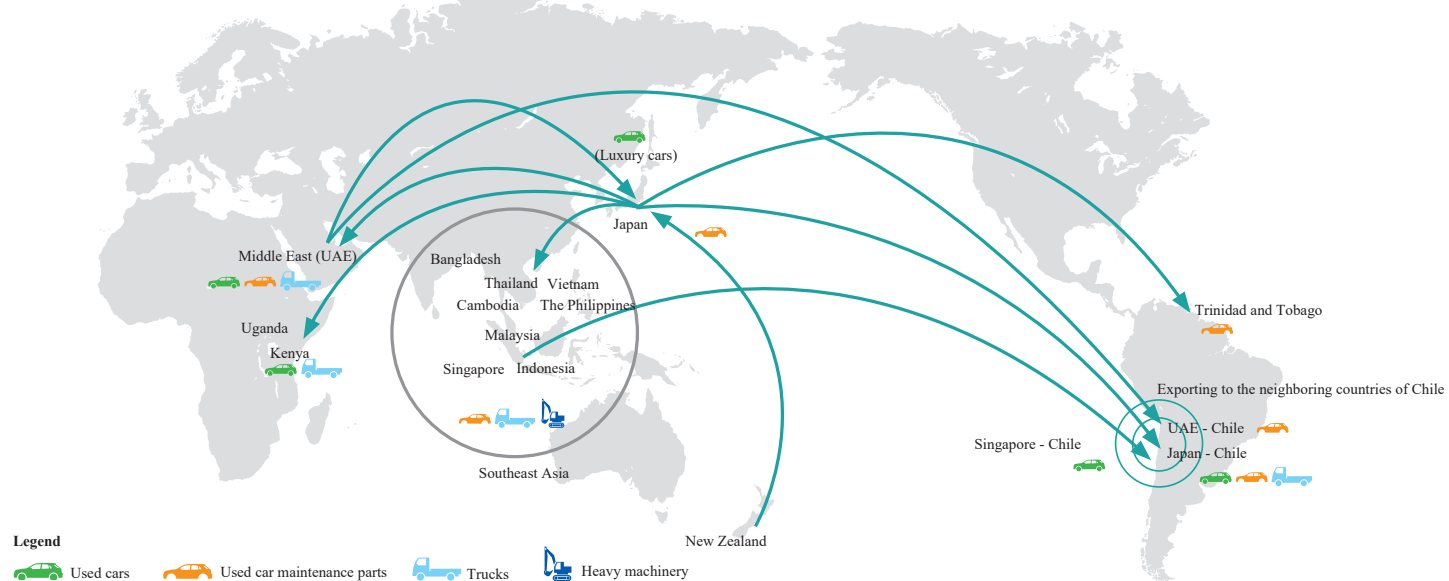 (Luxury cars)
Japan
Middle East (UAE)
Bangladesh
Thailand
Vietnam
Cambodia
The Philippines
Uganda
Malaysia
Kenya
Singapore
Indonesia
Southeast Asia
New Zealand
Trinidad and Tobago
Exporting to the neighboring countries of Chile
UAE - Chile
Singapore - Chile
Japan - Chile
Legend
Used cars
Used car maintenance parts
Trucks
Heavy machinery